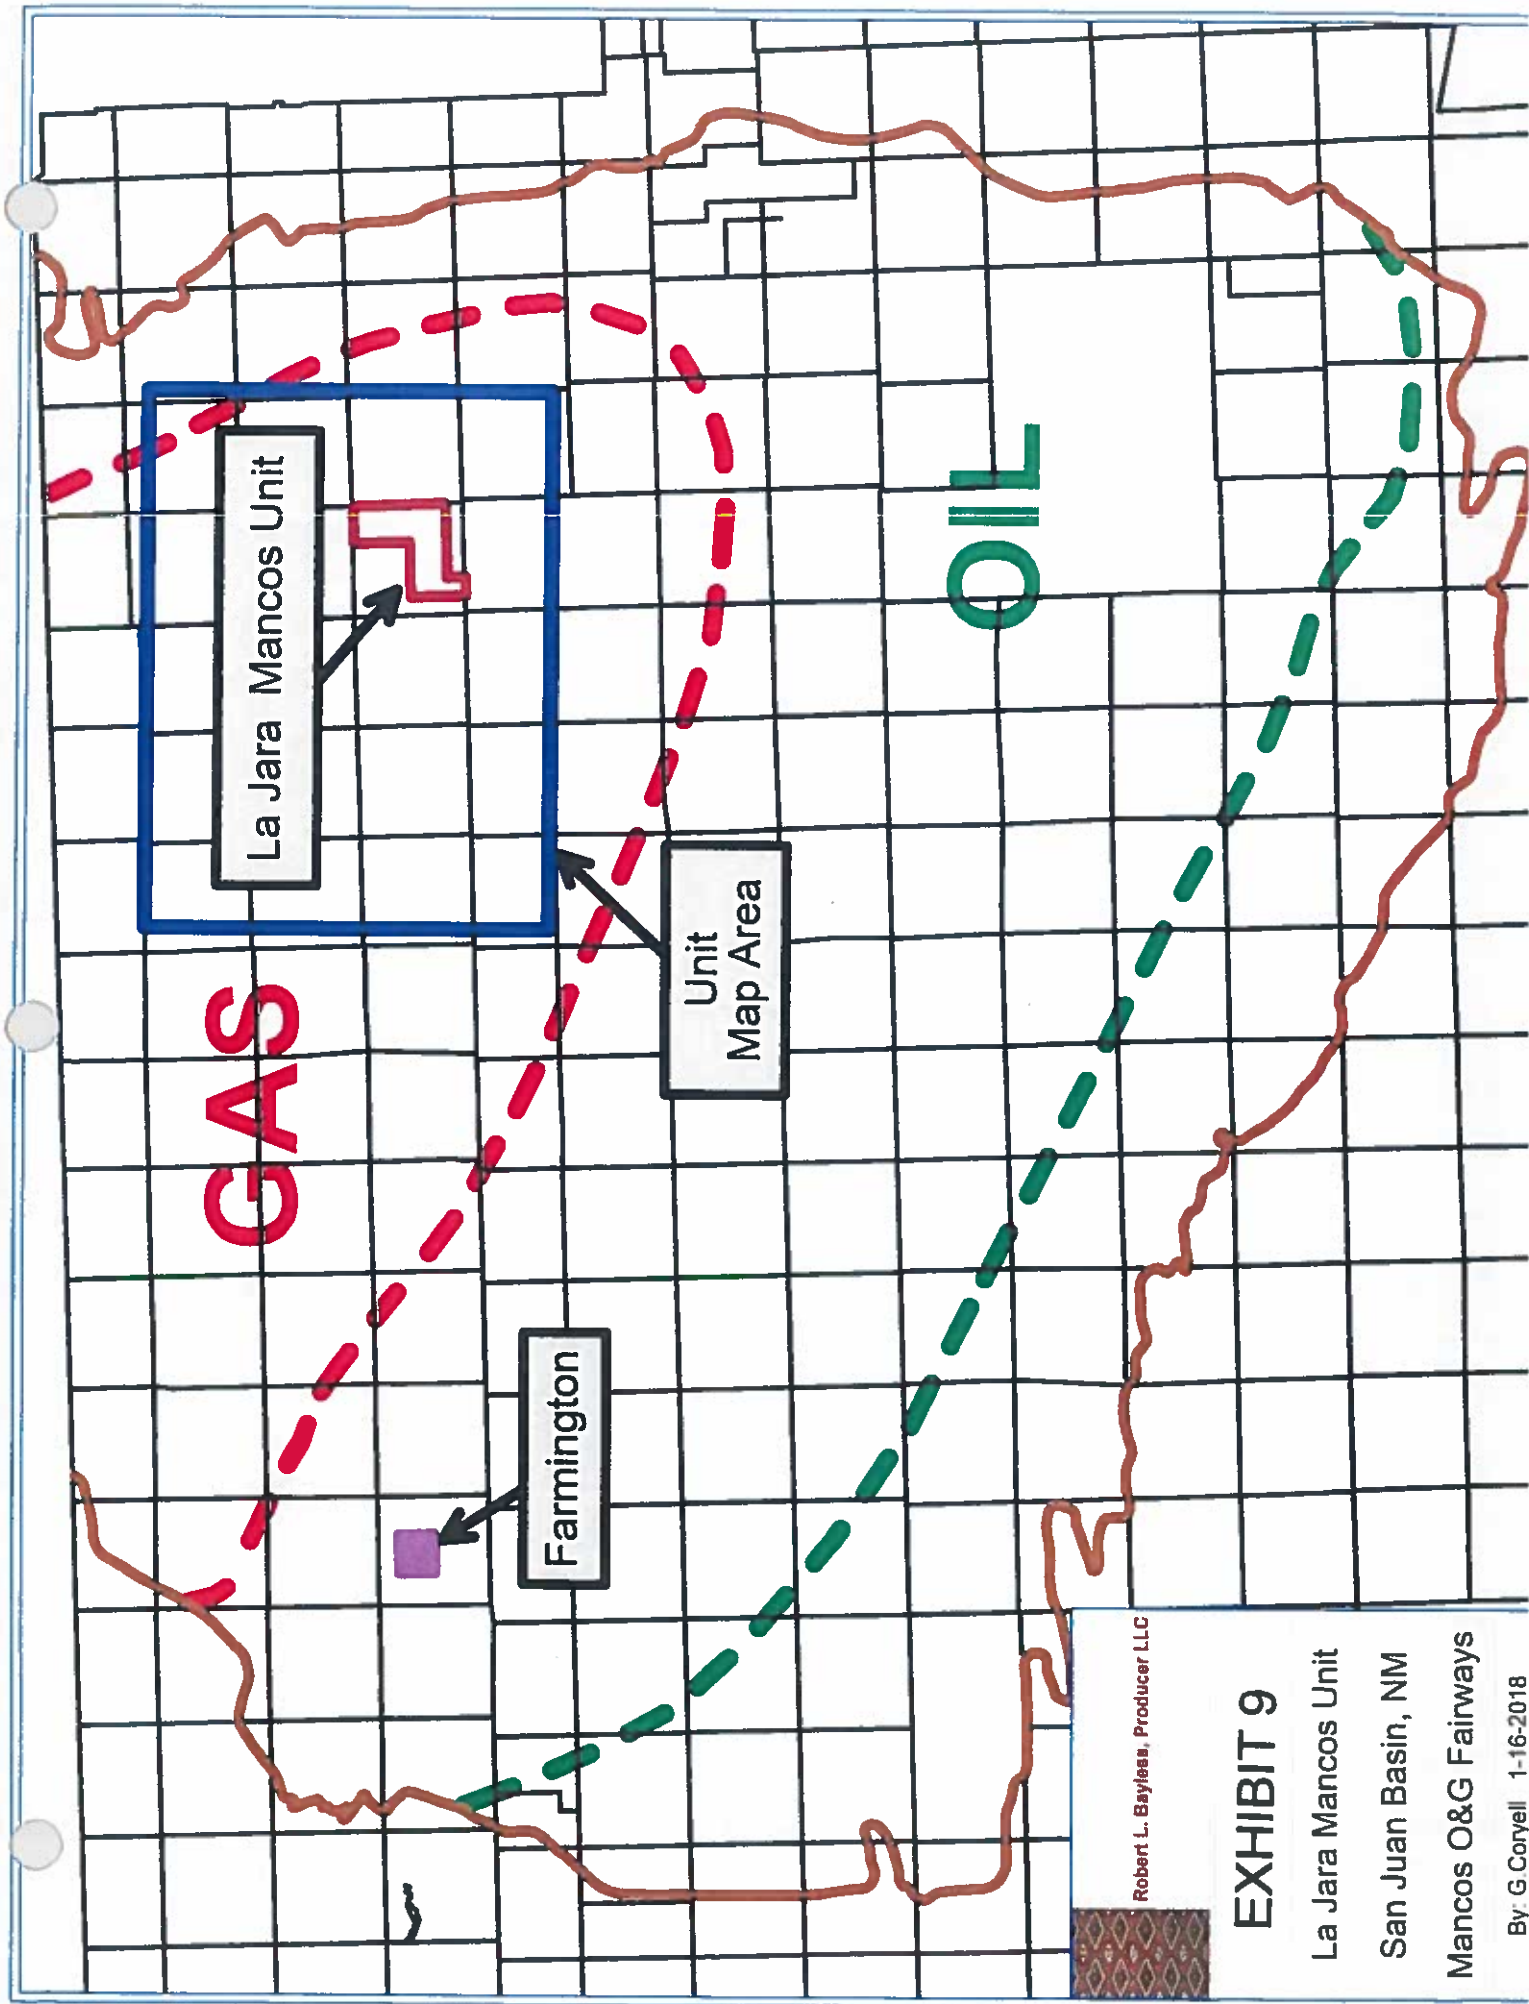 GAS
La Jara Mancos Unit
Unit
Map Area
Farmington
OIL
Robert L. Bayless, Producer LLC
EXHIBIT 9
La Jara Mancos Unit
San Juan Basin, NM
Mancos O&G Fairways
By: G.Coryell 1-16-2018